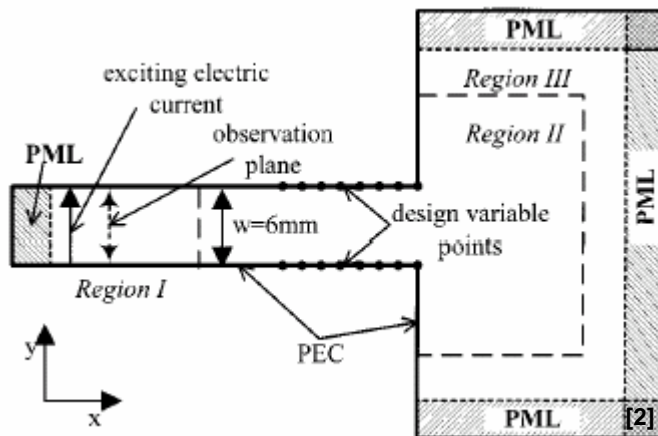 PML
exciting electric
current
Region III
observation
plane
Region II
PML
PML
w=6mm
design variable
points
Region I
PEC
y
x
PML
[2]